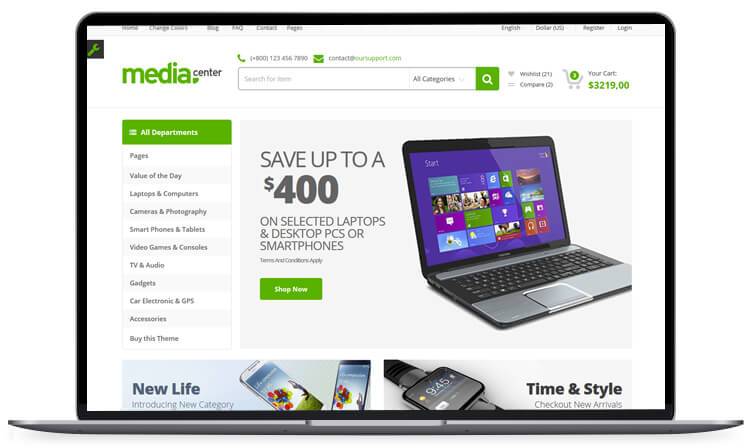 Home Change Colors Blog FAQ Contact Pages English Dollar (US) Register Login
(+800) 123 456 7890 contact@oursupport.com
media center
Search for item All Categories
Wishlist (21)
Compare (2)
3
Your Cart:
$3219,00
All Departments
Pages
Value of the Day
Laptops & Computers
Cameras & Photography
Smart Phones & Tablets
Video Games & Consoles
TV & Audio
Gadgets
Car Electronic & GPS
Accessories
Buy this Theme
SAVE UP TO A
$400
ON SELECTED LAPTOPS
& DESKTOP PCS OR
SMARTPHONES
Terms And Conditions Apply
Shop Now
Start
New Life
Introducing New Category
9:45
Time & Style
Checkout New Arrivals